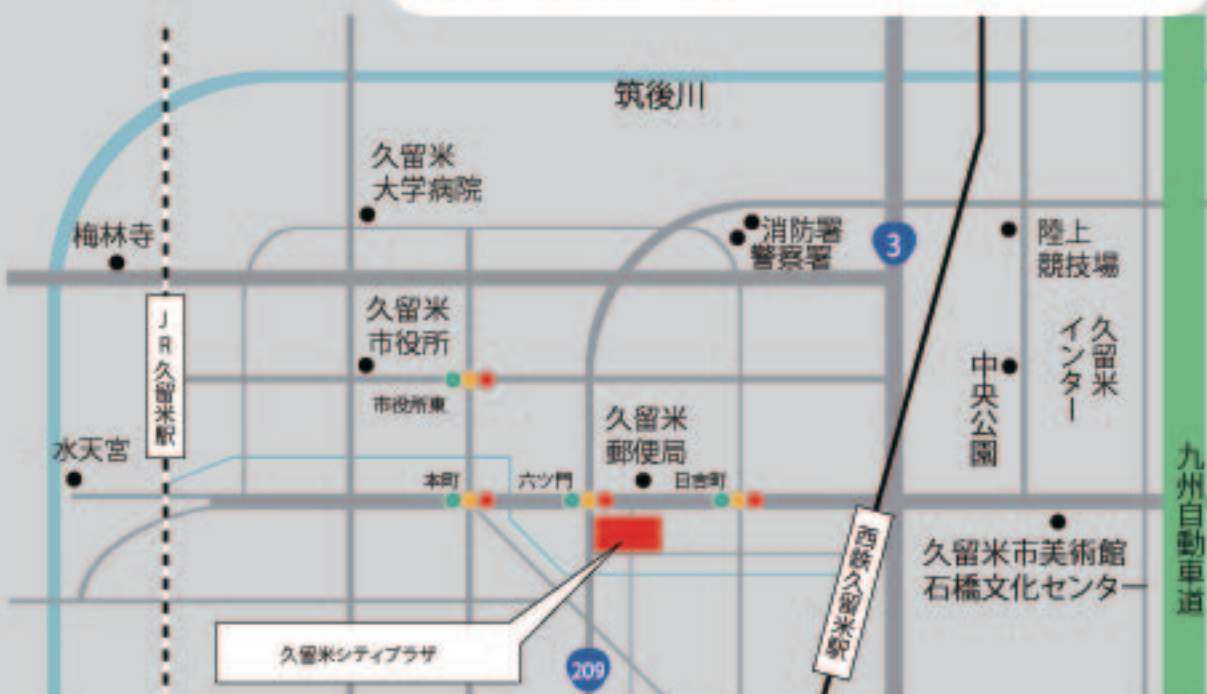 筑後川
久留米
大学病院
梅林寺
消防署
警察署
3
陸上
競技場
JR久留米駅
久留米
市役所
久留米
インター
市役所東
中央公園
久留米
郵便局
水天宮
本町
六ツ門
日吉町
九州自動車道
西鉄久留米駅
久留米市美術館
石橋文化センター
久留米シティプラザ
209